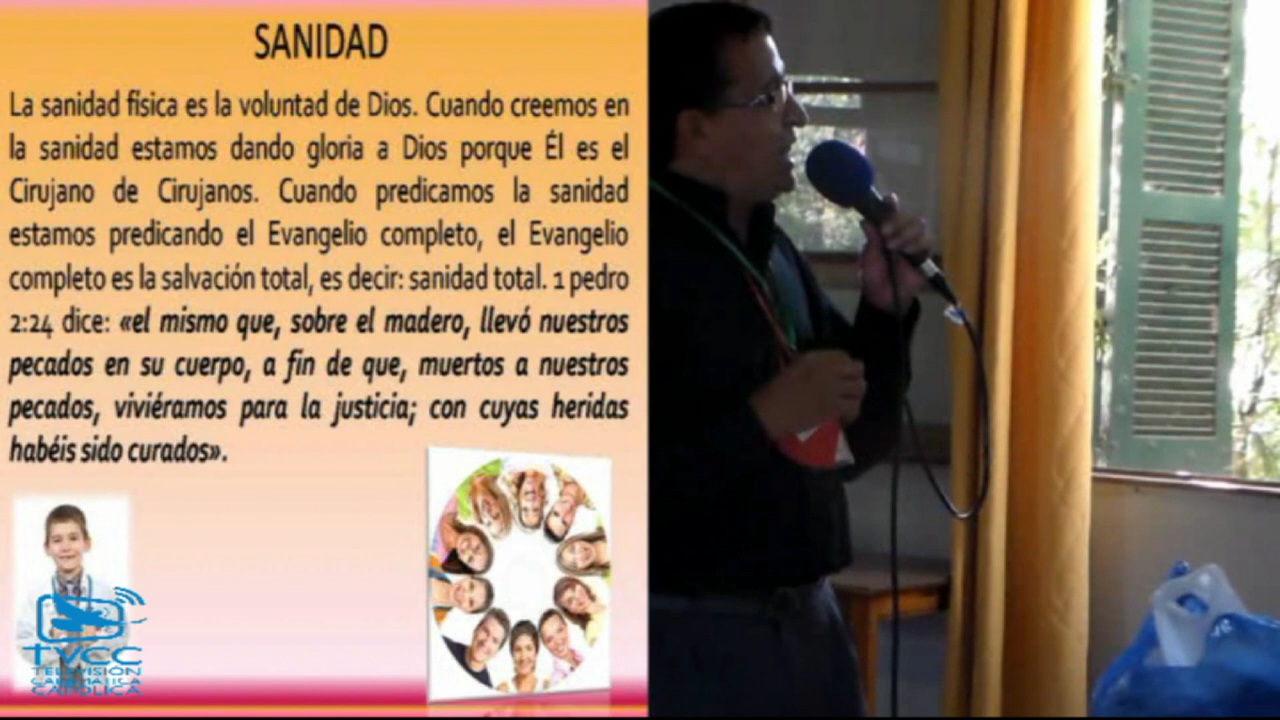 SANIDAD
La sanidad física es la voluntad de Dios. Cuando creemos en
la sanidad estamos dando gloria a Dios porque Él es el
Cirujano de Cirujanos. Cuando predicamos la sanidad
estamos predicando el Evangelio completo, el Evangelio
completo es la salvación total, es decir: sanidad total. 1 pedro
2:24 dice: «el mismo que, sobre el madero, llevó nuestros
pecados en su cuerpo, a fin de que, muertos a nuestros
pecados, viviéramos para la justicia; con cuyas heridas
habéis sido curados».
TVCC
TELEVISIÓN
CATÓLICA